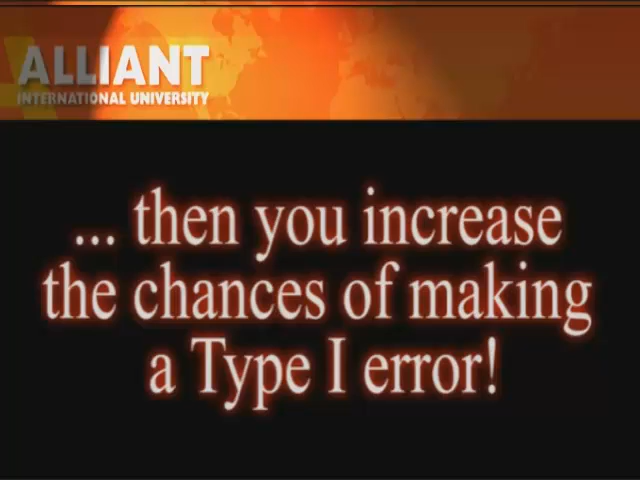 ALLIANT
INTERNATIONAL UNIVERSITY
... then you increase
the chances of making
a Type I error!